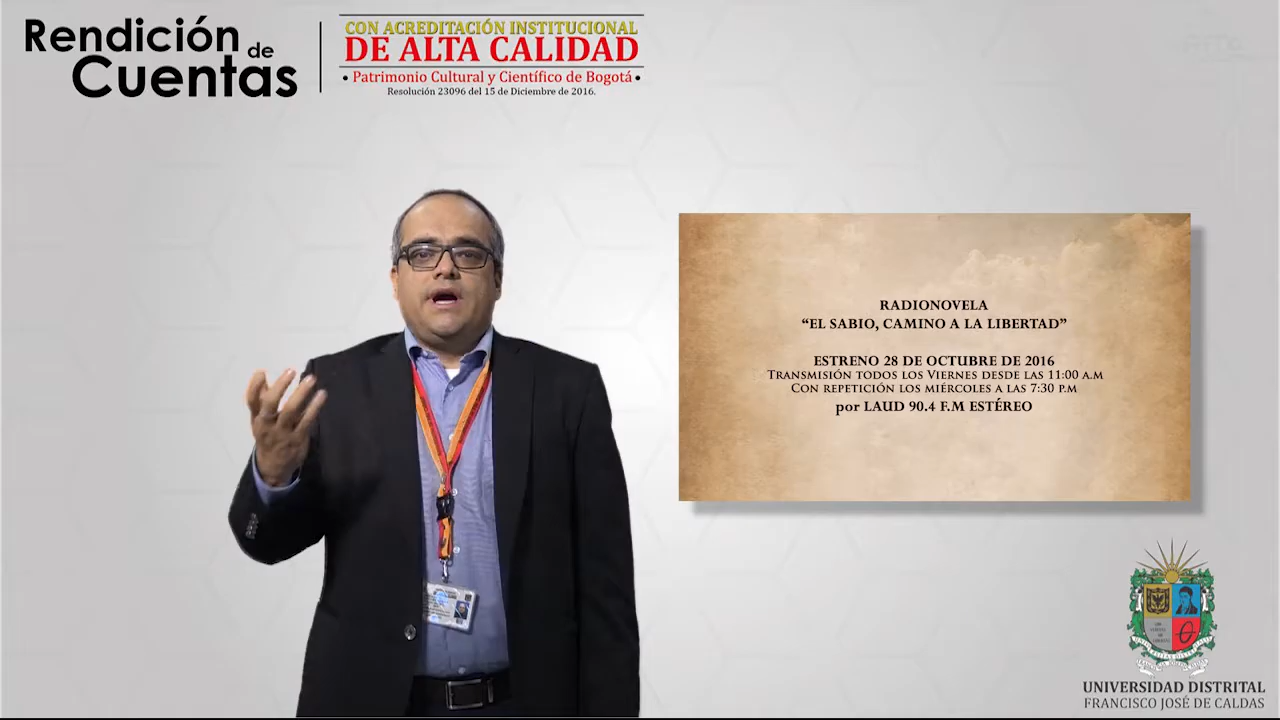 Rendición de
Cuentas
CON ACREDITACIÓN INSTITUCIONAL
DE ALTA CALIDAD
• Patrimonio Cultural y Científico de Bogotá •
Resolución 23096 del 15 de Diciembre de 2016.
RADIONOVELA
“EL SABIO, CAMINO A LA LIBERTAD”
ESTRENO 28 DE OCTUBRE DE 2016
Transmisión todos los Viernes desde las 11:00 a.m
Con repetición los miércoles a las 7:30 p.m
por LAUD 90.4 F.M ESTÉREO
UNIVERSIDAD DISTRITAL
FRANCISCO JOSÉ DE CALDAS